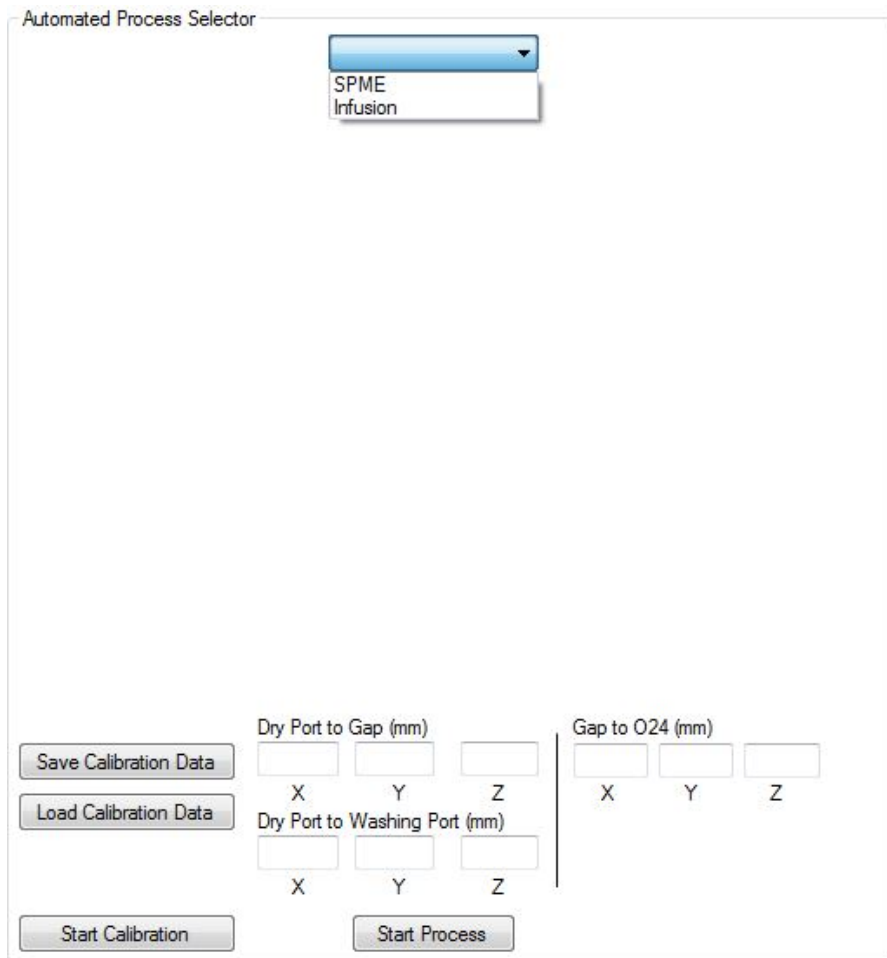 Automated Process Selector
SPME
Infusion
Dry Port to Gap (mm)
Gap to O24 (mm)
Save Calibration Data
X Y Z
X Y Z
Load Calibration Data
Dry Port to Washing Port (mm)
X Y Z
Start Calibration
Start Process